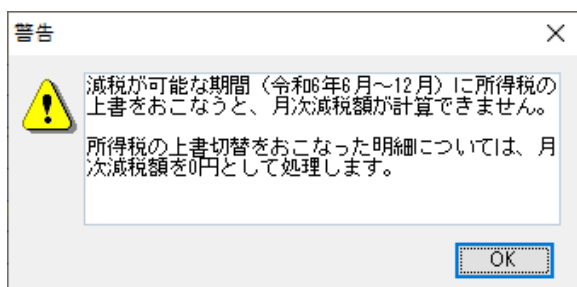 警告
減税が可能な期間（令和6年6月～12月）に所得税の
上書をおこなうと、月次減税額が計算できません。
所得税の上書切替をおこなった明細については、月
次減税額を0円として処理します。
OK